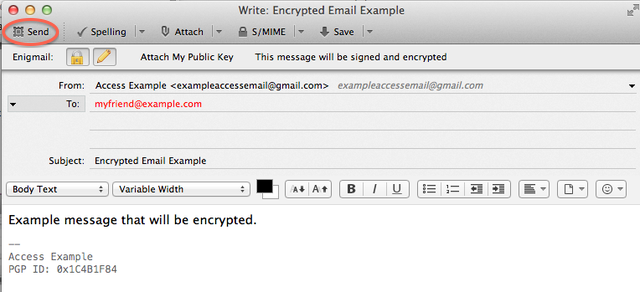 Write: Encrypted Email Example
Send Spelling Attach S/MIME Save
Enigmail: Attach My Public Key This message will be signed and encrypted
From: Access Example <exampleaccessemail@gmail.com> exampleaccessemail@gmail.com
To: myfriend@example.com
Subject: Encrypted Email Example
Body Text Variable Width A A B I U
Example message that will be encrypted.
--
Access Example
PGP ID: 0x1C4B1F84